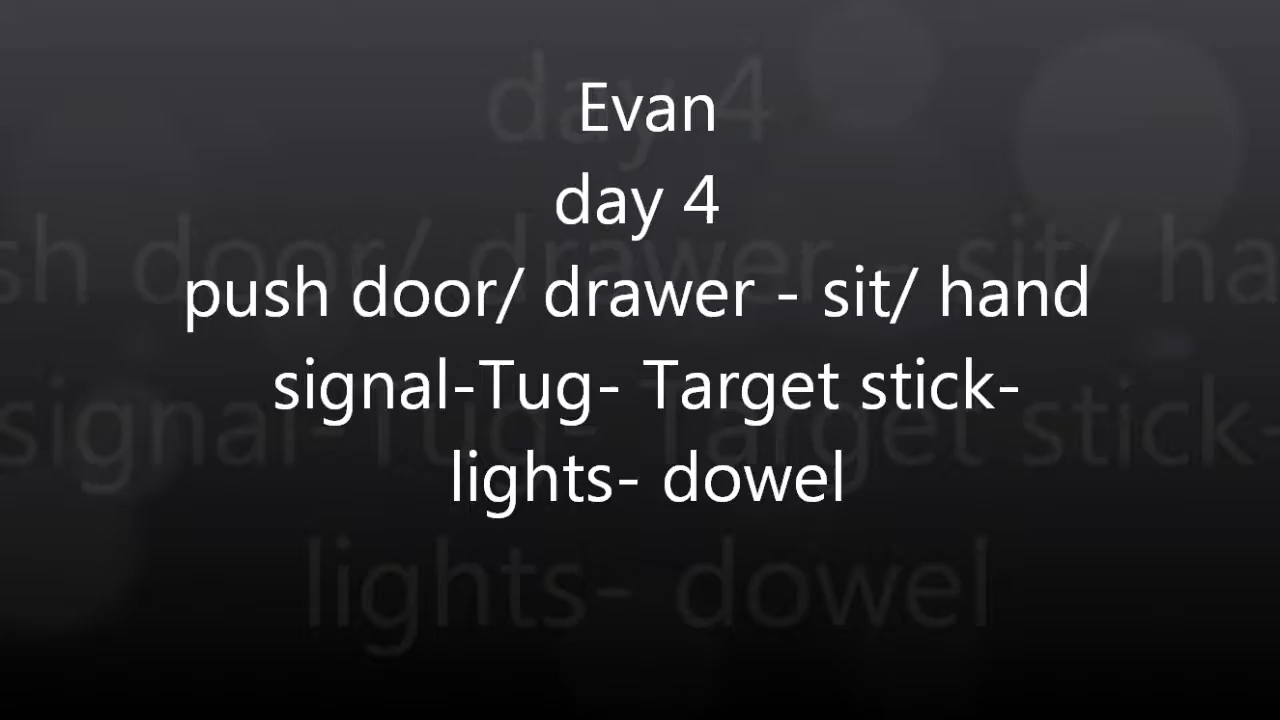 Evan
day 4
push door/ drawer - sit/ hand
signal-Tug- Target stick-
lights- dowel